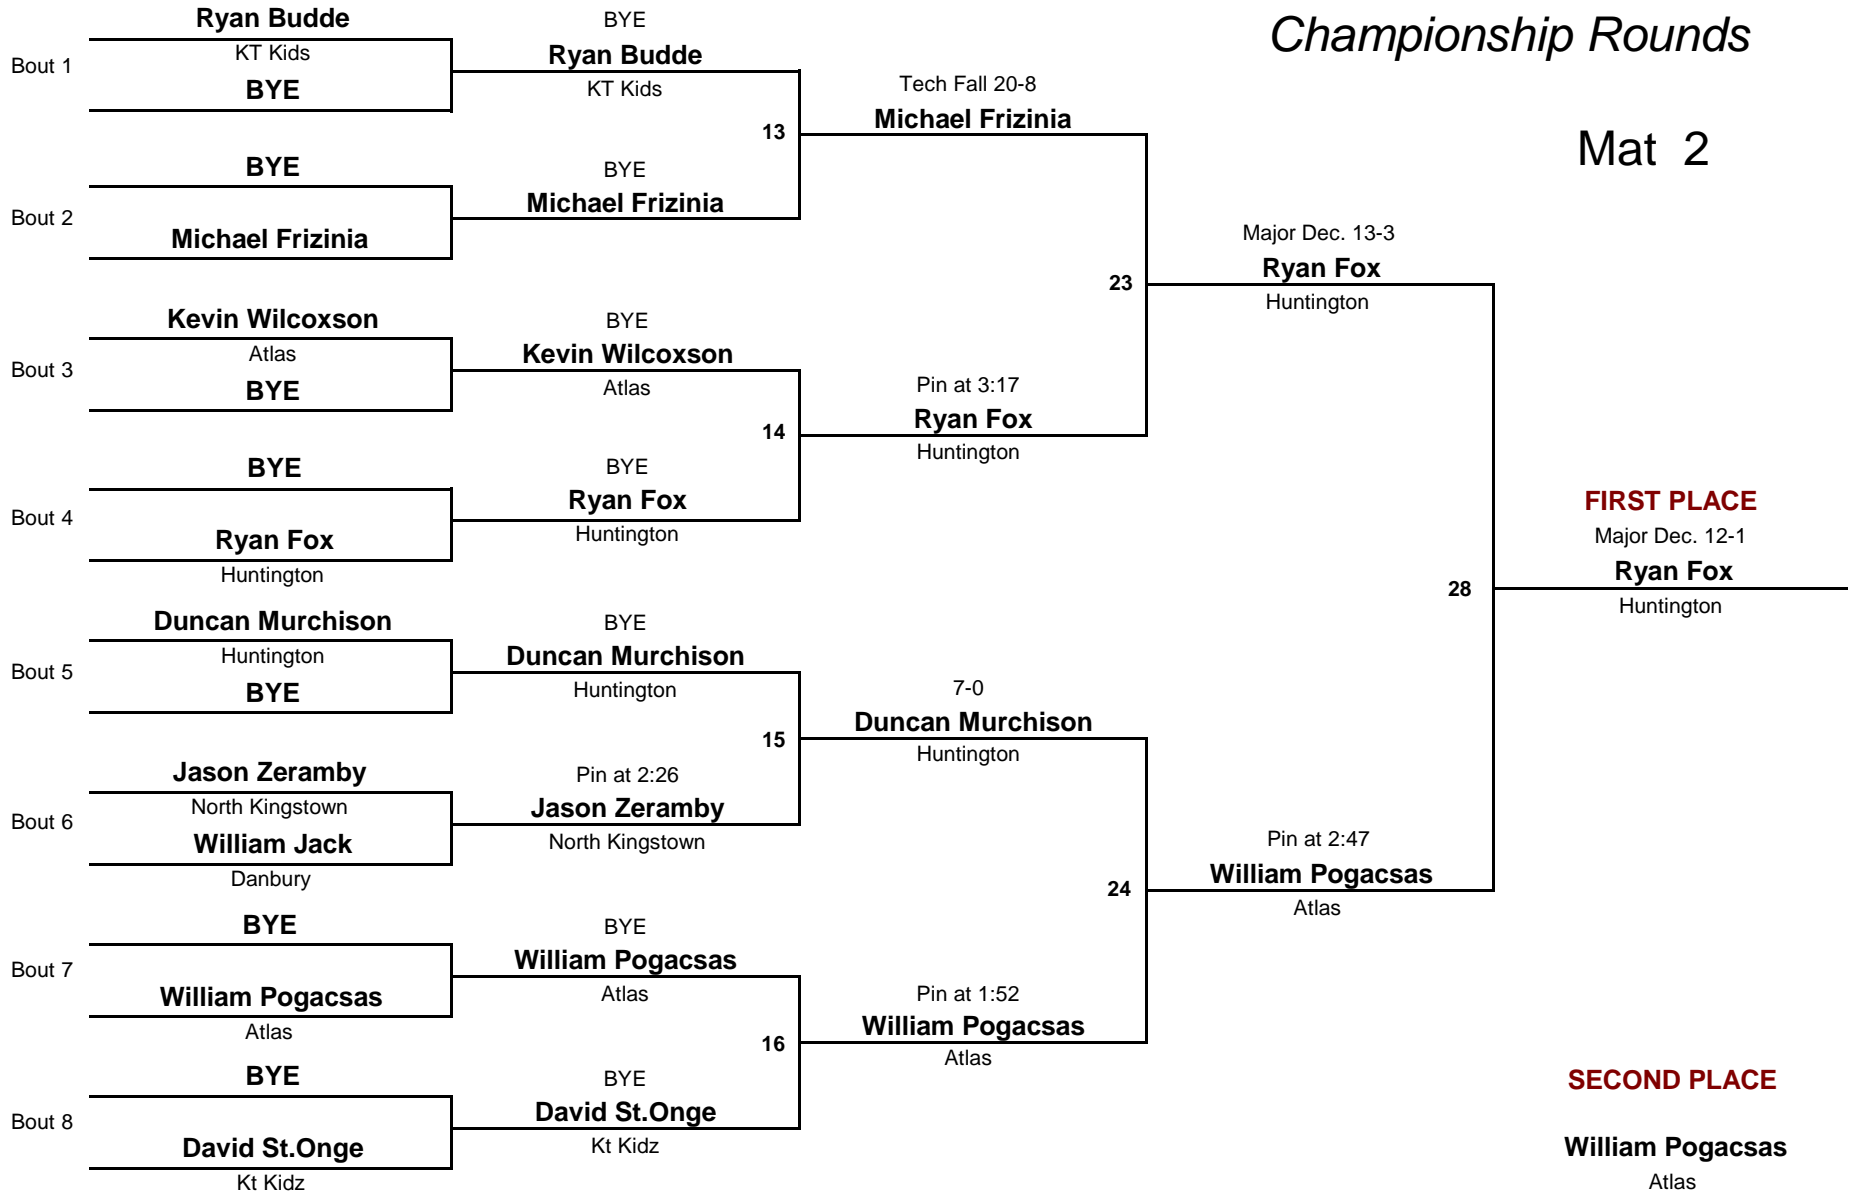 Championship Rounds
Mat 2
Bout 1
Ryan Budde
KT Kids
BYE
Bout 2
BYE
Michael Frizinia
Bout 3
Kevin Wilcoxson
Atlas
BYE
Bout 4
BYE
Ryan Fox
Huntington
Bout 5
Duncan Murchison
Huntington
BYE
Bout 6
Jason Zeramby
North Kingstown
William Jack
Danbury
Bout 7
BYE
William Pogacsas
Atlas
Bout 8
BYE
David St.Onge
Kt Kidz
BYE
Ryan Budde
KT Kids
13
BYE
Michael Frizinia
BYE
Kevin Wilcoxson
Atlas
14
BYE
Ryan Fox
Huntington
BYE
Duncan Murchison
Huntington
15
Pin at 2:26
Jason Zeramby
North Kingstown
BYE
William Pogacsas
Atlas
16
BYE
David St.Onge
Kt Kidz
Tech Fall 20-8
Michael Frizinia
23
Pin at 3:17
Ryan Fox
Huntington
7-0
Duncan Murchison
Huntington
24
Pin at 1:52
William Pogacsas
Atlas
Major Dec. 13-3
Ryan Fox
Huntington
28
Pin at 2:47
William Pogacsas
Atlas
FIRST PLACE
Major Dec. 12-1
Ryan Fox
Huntington
SECOND PLACE
William Pogacsas
Atlas